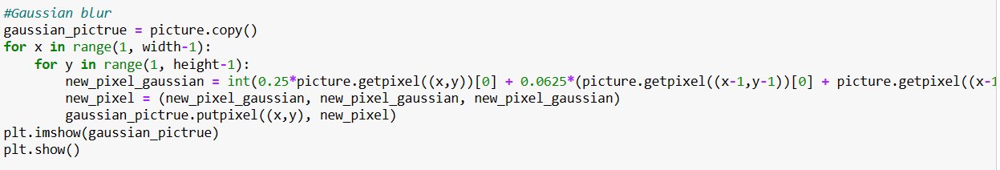 #Gaussian blur
gaussian_pictrue = picture.copy()
for x in range(1, width-1):
    for y in range(1, height-1):
        new_pixel_gaussian = int(0.25*picture.getpixel((x,y))[0] + 0.0625*(picture.getpixel((x-1,y-1))[0] + picture.getpixel((x-1
        new_pixel = (new_pixel_gaussian, new_pixel_gaussian, new_pixel_gaussian)
        gaussian_pictrue.putpixel((x,y), new_pixel)
plt.imshow(gaussian_pictrue)
plt.show()